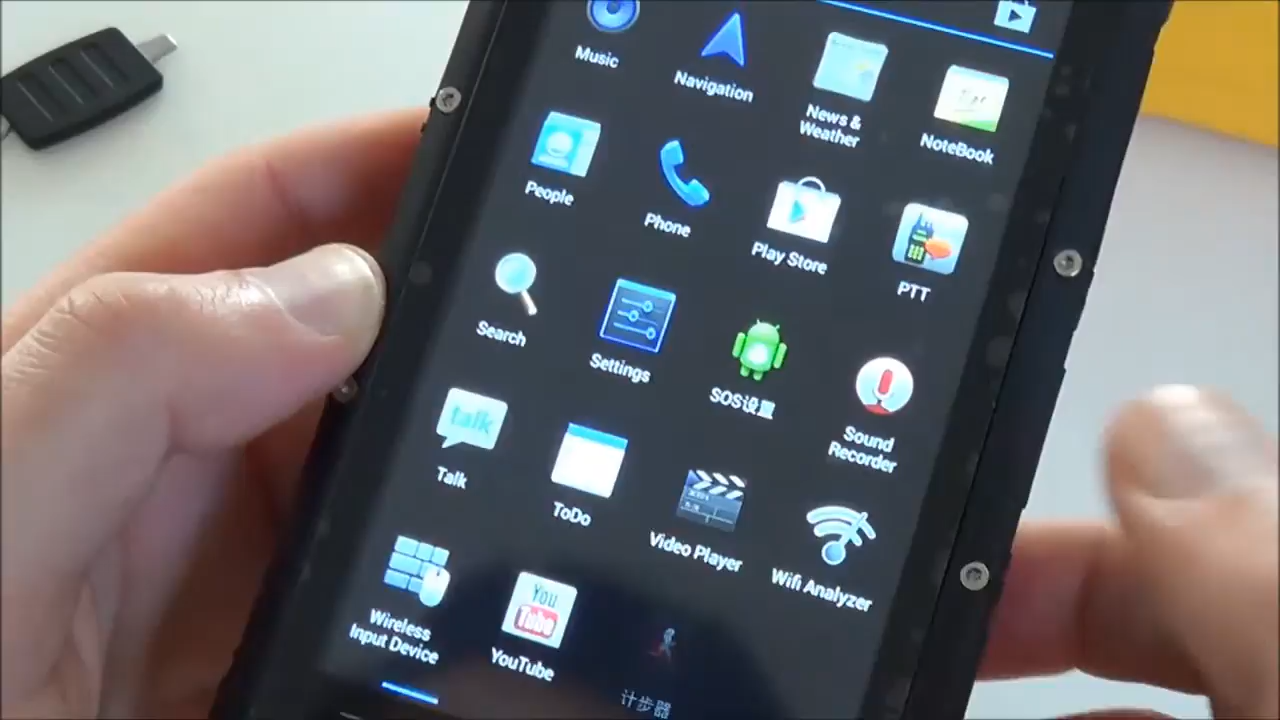 Music
Navigation
News &
Weather
NoteBook
People
Phone
Play Store
PTT
Search
Settings
SOS设置
Sound
Recorder
talk
Talk
ToDo
Video Player
Wifi Analyzer
Wireless
Input Device
You
Tube
YouTube
计步器